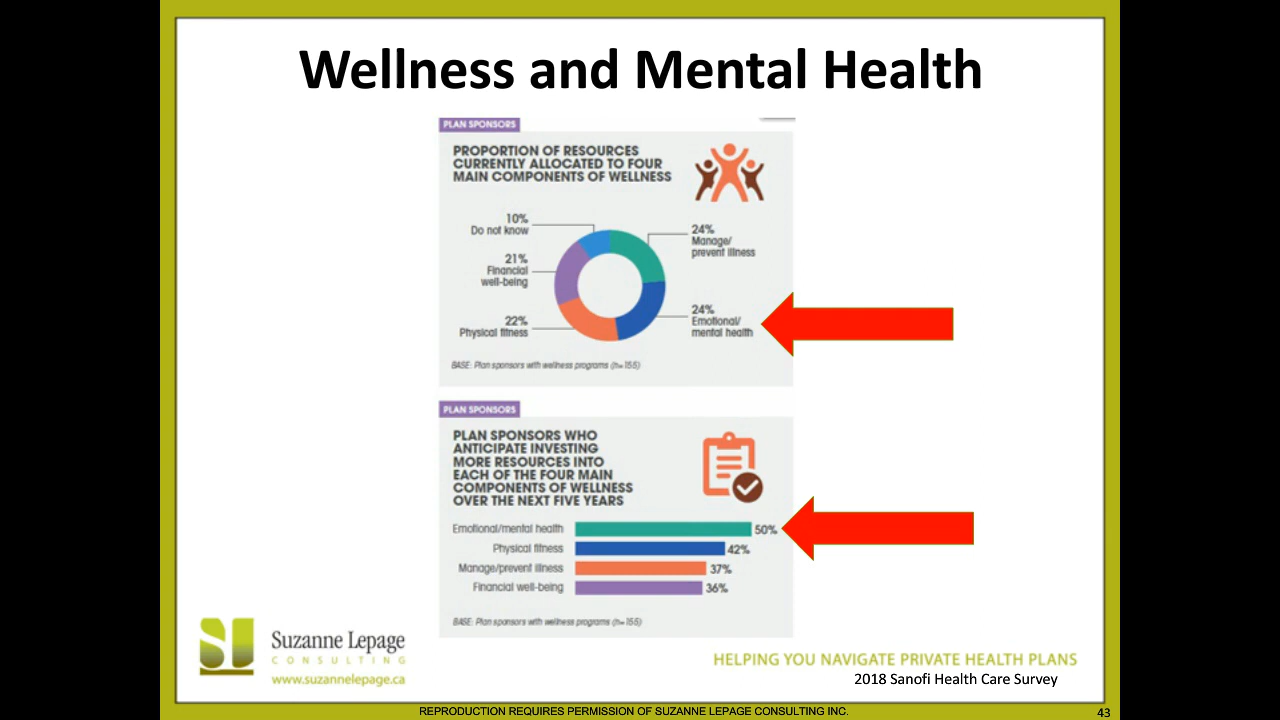 Wellness and Mental Health
PLAN SPONSORS
PROPORTION OF RESOURCES
CURRENTLY ALLOCATED TO FOUR
MAIN COMPONENTS OF WELLNESS
10%
Do not know
21%
Financial
well-being
22%
Physical fitness
24%
Manage/
prevent illness
24%
Emotional/
mental health
BASE: Plan sponsors with wellness programs (n=155)
PLAN SPONSORS
PLAN SPONSORS WHO
ANTICIPATE INVESTING
MORE RESOURCES INTO
EACH OF THE FOUR MAIN
COMPONENTS OF WELLNESS
OVER THE NEXT FIVE YEARS
Emotional/mental health 50%
Physical fitness 42%
Manage/prevent illness 37%
Financial well-being 36%
BASE: Plan sponsors with wellness programs (n=155)
SL
Suzanne Lepage
CONSULTING
www.suzannelepage.ca
HELPING YOU NAVIGATE PRIVATE HEALTH PLANS
2018 Sanofi Health Care Survey
REPRODUCTION REQUIRES PERMISSION OF SUZANNE LEPAGE CONSULTING INC.
43